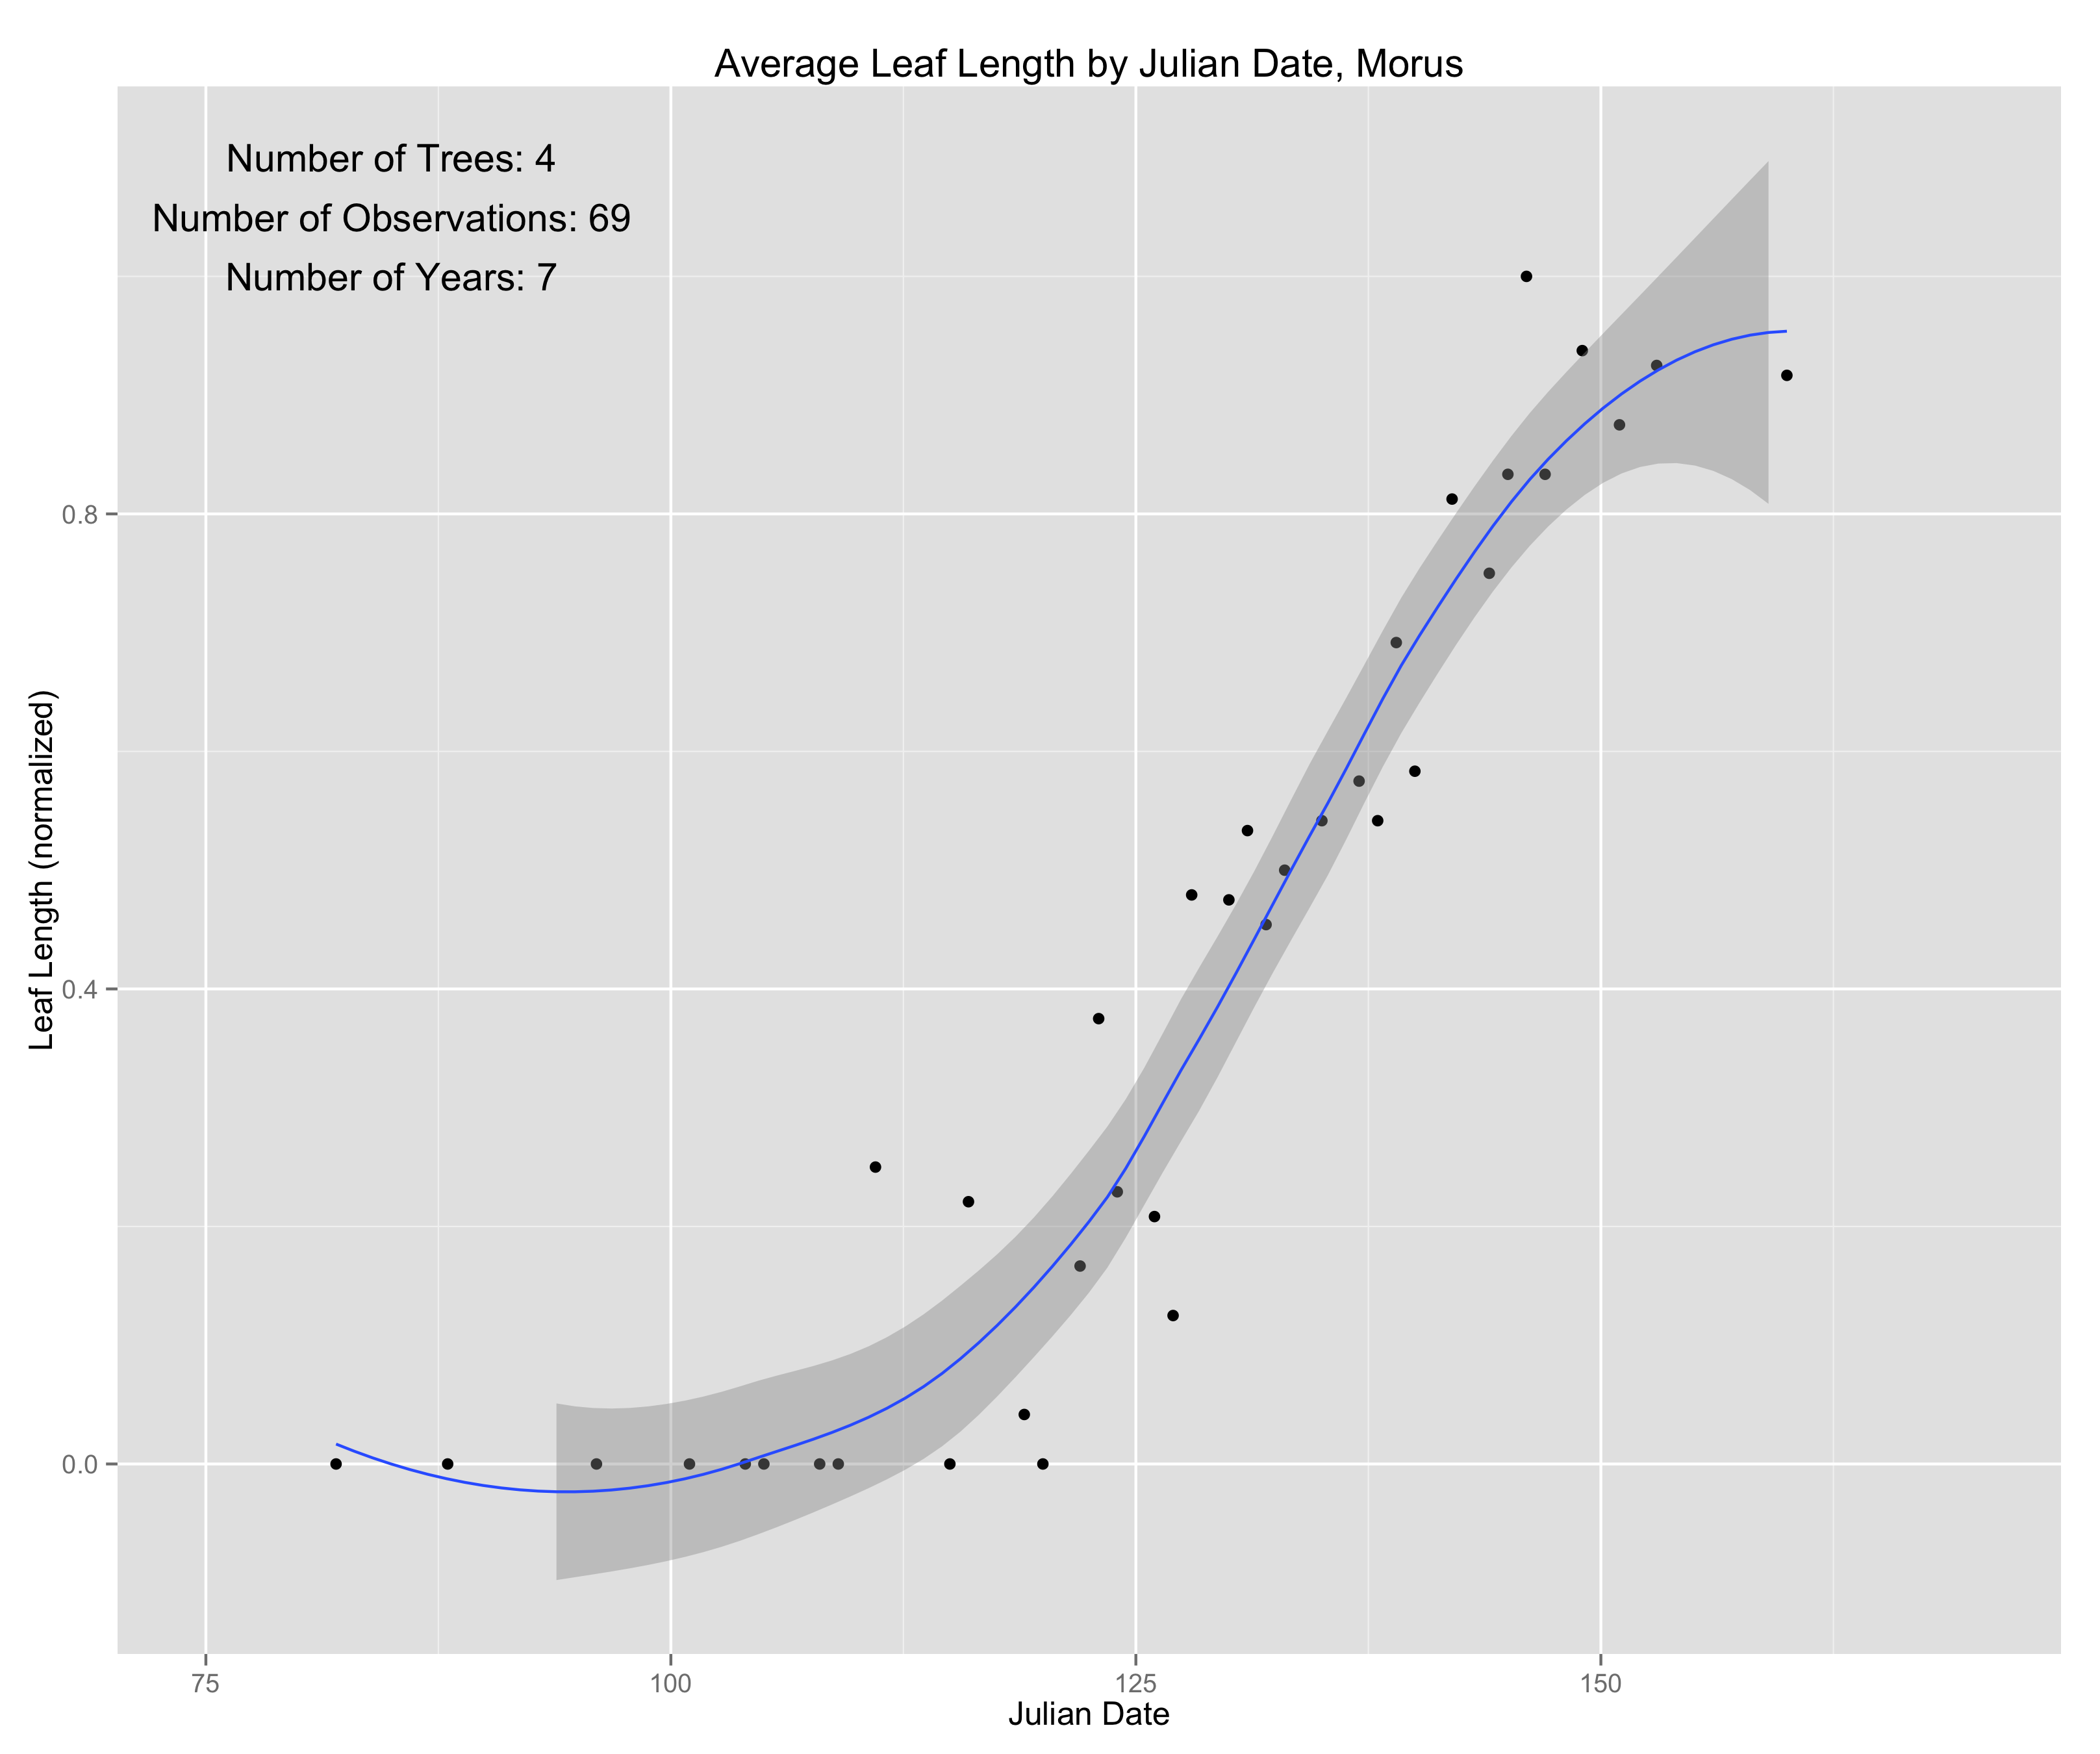 Average Leaf Length by Julian Date, Morus
Number of Trees: 4
Number of Observations: 69
Number of Years: 7
Leaf Length (normalized)
0.8
0.4
0.0
75 100 125 150
Julian Date